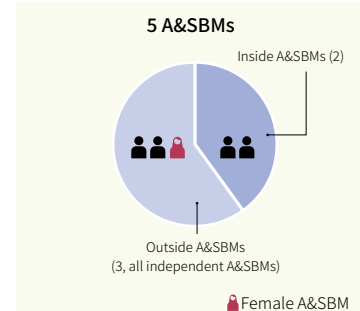 5 A&SBMs
Inside A&SBMs (2)
Outside A&SBMs
(3, all independent A&SBMs)
Female A&SBM